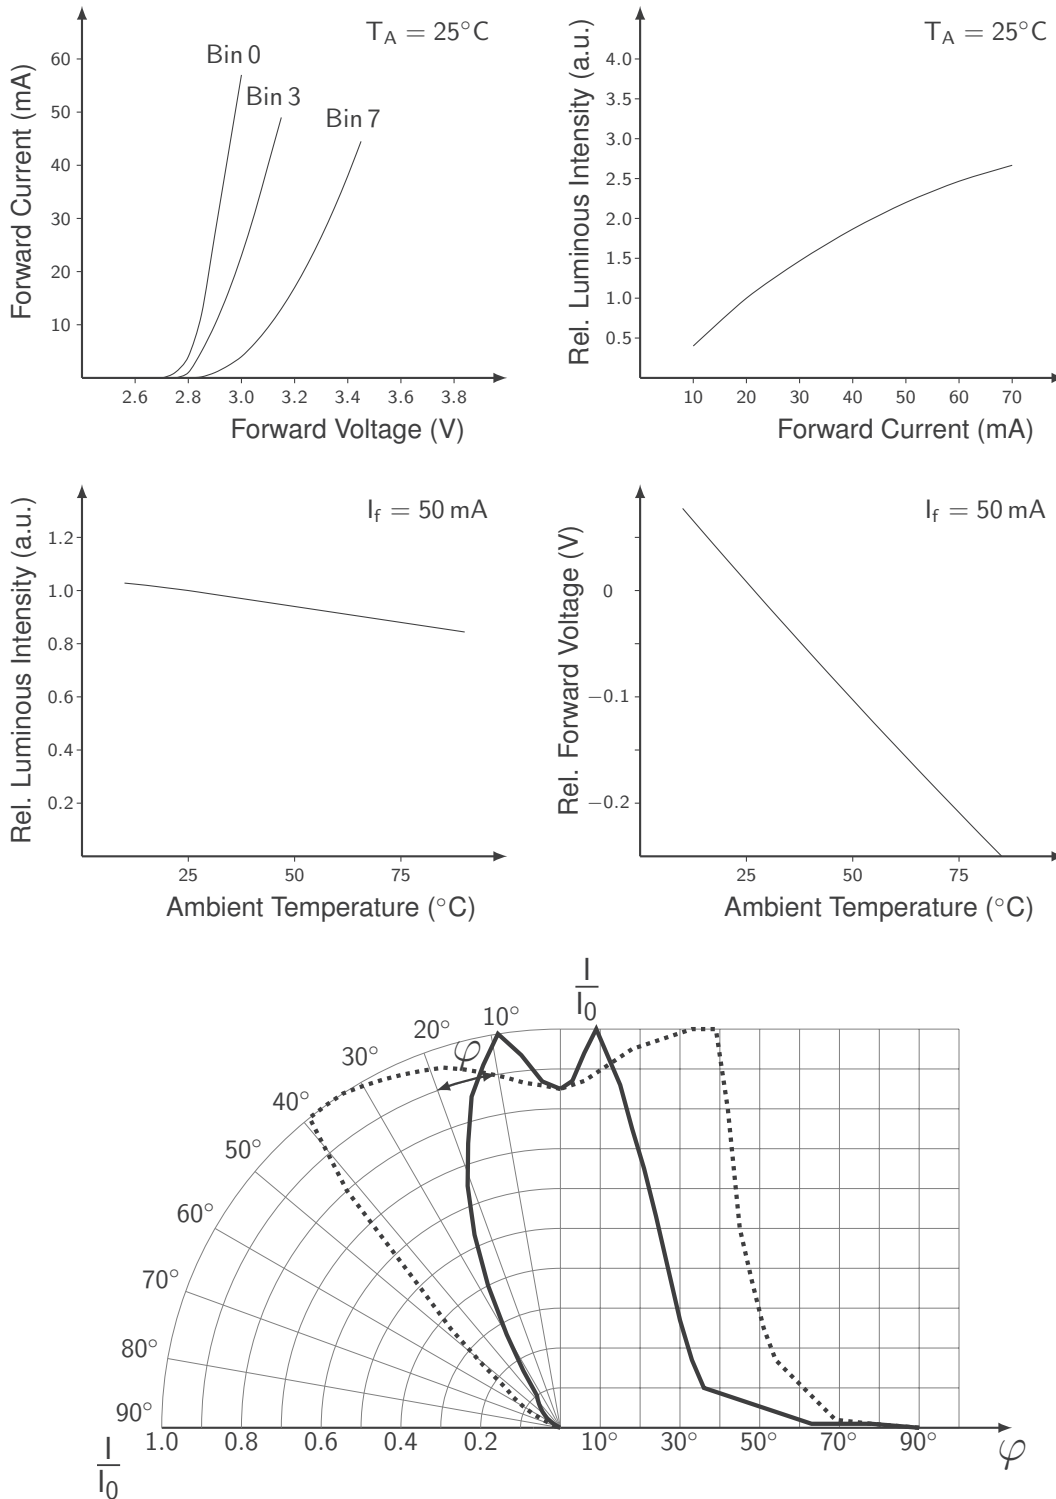 T_A = 25°C
Forward Current (mA)
60
50
40
30
20
10
Bin 0
Bin 3
Bin 7
2.6 2.8 3.0 3.2 3.4 3.6 3.8
Forward Voltage (V)
T_A = 25°C
Rel. Luminous Intensity (a.u.)
4.0
3.5
3.0
2.5
2.0
1.5
1.0
0.5
10 20 30 40 50 60 70
Forward Current (mA)
I_f = 50 mA
Rel. Luminous Intensity (a.u.)
1.2
1.0
0.8
0.6
0.4
0.2
25 50 75
Ambient Temperature (°C)
I_f = 50 mA
Rel. Forward Voltage (V)
0
−0.1
−0.2
25 50 75
Ambient Temperature (°C)
I
I_0
10°
20°
φ
30°
40°
50°
60°
70°
80°
90°
1.0 0.8 0.6 0.4 0.2 10° 30° 50° 70° 90°
φ
I
I_0